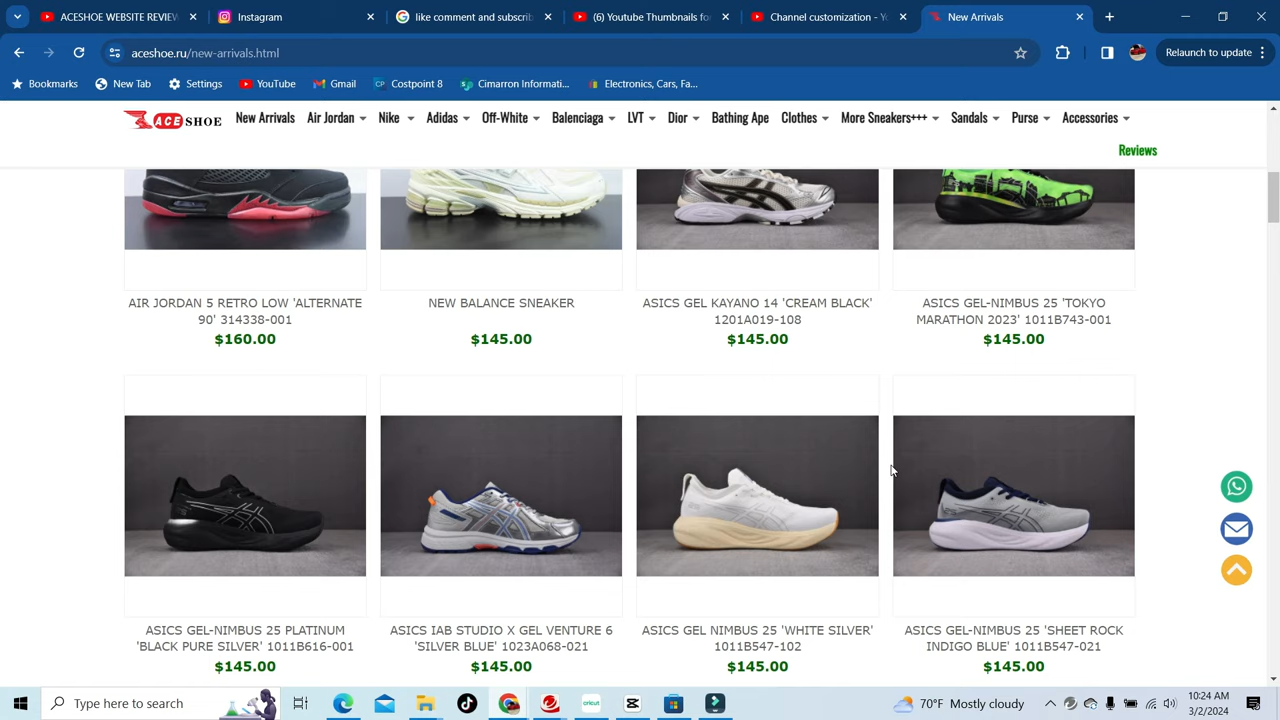 ACESHOE WEBSITE REVIEW
Instagram
like comment and subscrib
(6) Youtube Thumbnails fo
Channel customization - Yo
New Arrivals
aceshoe.ru/new-arrivals.html
Relaunch to update
Bookmarks
New Tab
Settings
YouTube
Gmail
CP Costpoint 8
Cimarron Informati...
Electronics, Cars, Fa...
ACE SHOE
New Arrivals
Air Jordan
Nike
Adidas
Off-White
Balenciaga
LVT
Dior
Bathing Ape
Clothes
More Sneakers+++
Sandals
Purse
Accessories
Reviews
AIR JORDAN 5 RETRO LOW 'ALTERNATE
90' 314338-001
$160.00
NEW BALANCE SNEAKER
$145.00
ASICS GEL KAYANO 14 'CREAM BLACK'
1201A019-108
$145.00
ASICS GEL-NIMBUS 25 'TOKYO
MARATHON 2023' 1011B743-001
$145.00
ASICS GEL-NIMBUS 25 PLATINUM
'BLACK PURE SILVER' 1011B616-001
$145.00
ASICS IAB STUDIO X GEL VENTURE 6
'SILVER BLUE' 1023A068-021
$145.00
ASICS GEL NIMBUS 25 'WHITE SILVER'
1011B547-102
$145.00
ASICS GEL-NIMBUS 25 'SHEET ROCK
INDIGO BLUE' 1011B547-021
$145.00
Type here to search
cricut
70°F Mostly cloudy
10:24 AM
3/2/2024